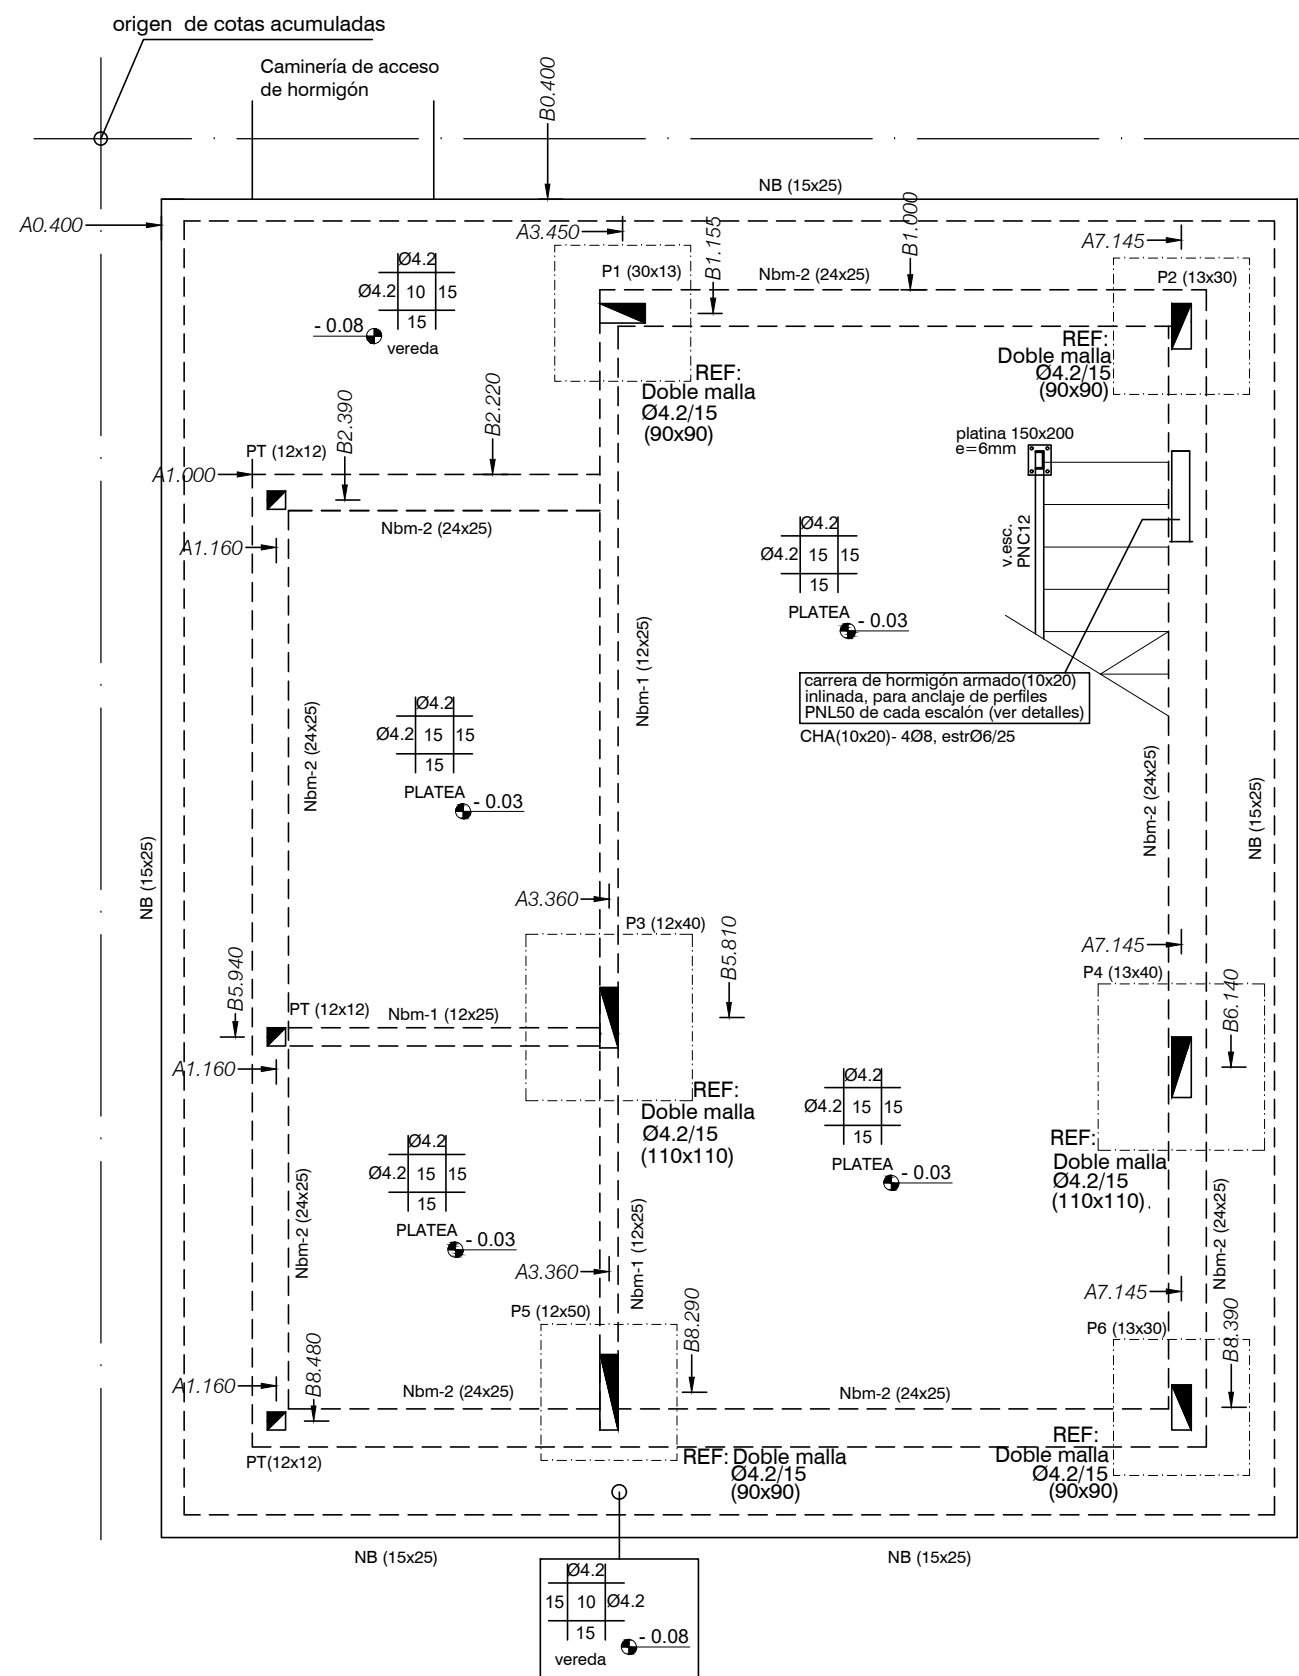 origen de cotas acumuladas
Caminería de acceso
de hormigón
B0.400
NB (15x25)
A0.400
A3.450
B1.155
B1.000
A7.145
Ø4.2
Ø4.2 10 15
15
- 0.08
vereda
P1 (30x13)
Nbm-2 (24x25)
P2 (13x30)
REF:
Doble malla
Ø4.2/15
(90x90)
REF:
Doble malla
Ø4.2/15
(90x90)
B2.390
B2.220
PT (12x12)
A1.000
platina 150x200
e=6mm
Nbm-2 (24x25)
A1.160
Ø4.2
Ø4.2 15 15
15
PLATEA
- 0.03
v.esc.
PNC12
Nbm-1 (12x25)
carrera de hormigón armado(10x20)
inlinada, para anclaje de perfiles
PNL50 de cada escalón (ver detalles)
CHA(10x20)- 4Ø8, estrØ6/25
Nbm-2 (24x25)
Ø4.2
Ø4.2 15 15
15
PLATEA
- 0.03
Nbm-2 (24x25)
NB (15x25)
NB (15x25)
A3.360
P3 (12x40)
B5.810
A7.145
P4 (13x40)
B6.140
B5.940
PT (12x12)
Nbm-1 (12x25)
A1.160
REF:
Doble malla
Ø4.2/15
(110x110)
Ø4.2
Ø4.2 15 15
15
PLATEA
- 0.03
REF:
Doble malla
Ø4.2/15
(110x110).
Ø4.2
Ø4.2 15 15
15
PLATEA
- 0.03
Nbm-2 (24x25)
Nbm-1 (12x25)
Nbm-2 (24x25)
A3.360
A7.145
P5 (12x50)
B8.290
P6 (13x30)
B8.390
A1.160
B8.480
Nbm-2 (24x25)
Nbm-2 (24x25)
PT(12x12)
REF: Doble malla
Ø4.2/15
(90x90)
REF:
Doble malla
Ø4.2/15
(90x90)
NB (15x25)
NB (15x25)
Ø4.2
15 10 Ø4.2
15
- 0.08
vereda